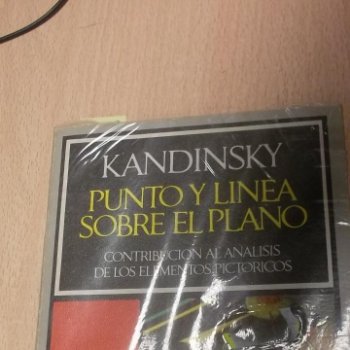 KANDINSKY
PUNTO Y LINEA
SOBRE EL PLANO
CONTRIBUCION AL ANALISIS
DE LOS ELEMENTOS PICTORICOS